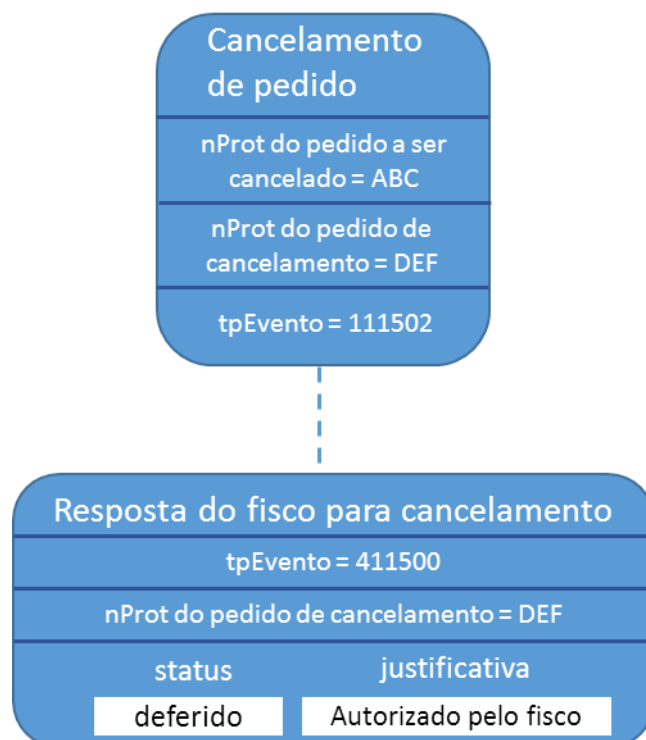 Cancelamento
de pedido
nProt do pedido a ser
cancelado = ABC
nProt do pedido de
cancelamento = DEF
tpEvento = 111502
Resposta do fisco para cancelamento
tpEvento = 411500
nProt do pedido de cancelamento = DEF
status justificativa
deferido Autorizado pelo fisco